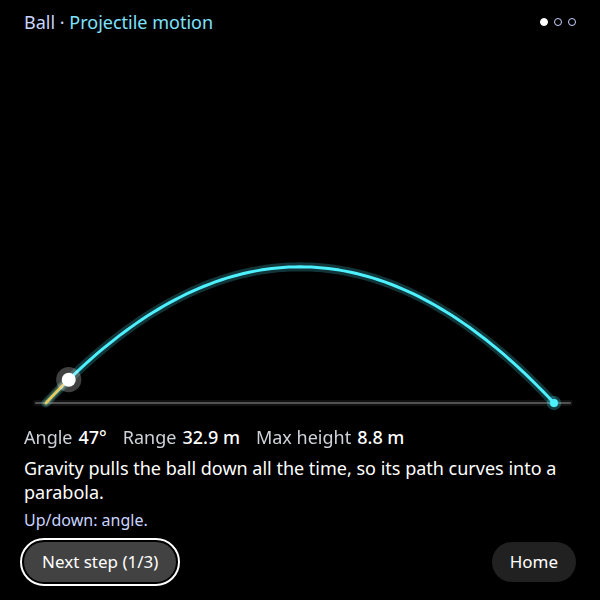 Ball · Projectile motion
Angle 47° Range 32.9 m Max height 8.8 m
Gravity pulls the ball down all the time, so its path curves into a
parabola.
Up/down: angle.
Next step (1/3)
Home